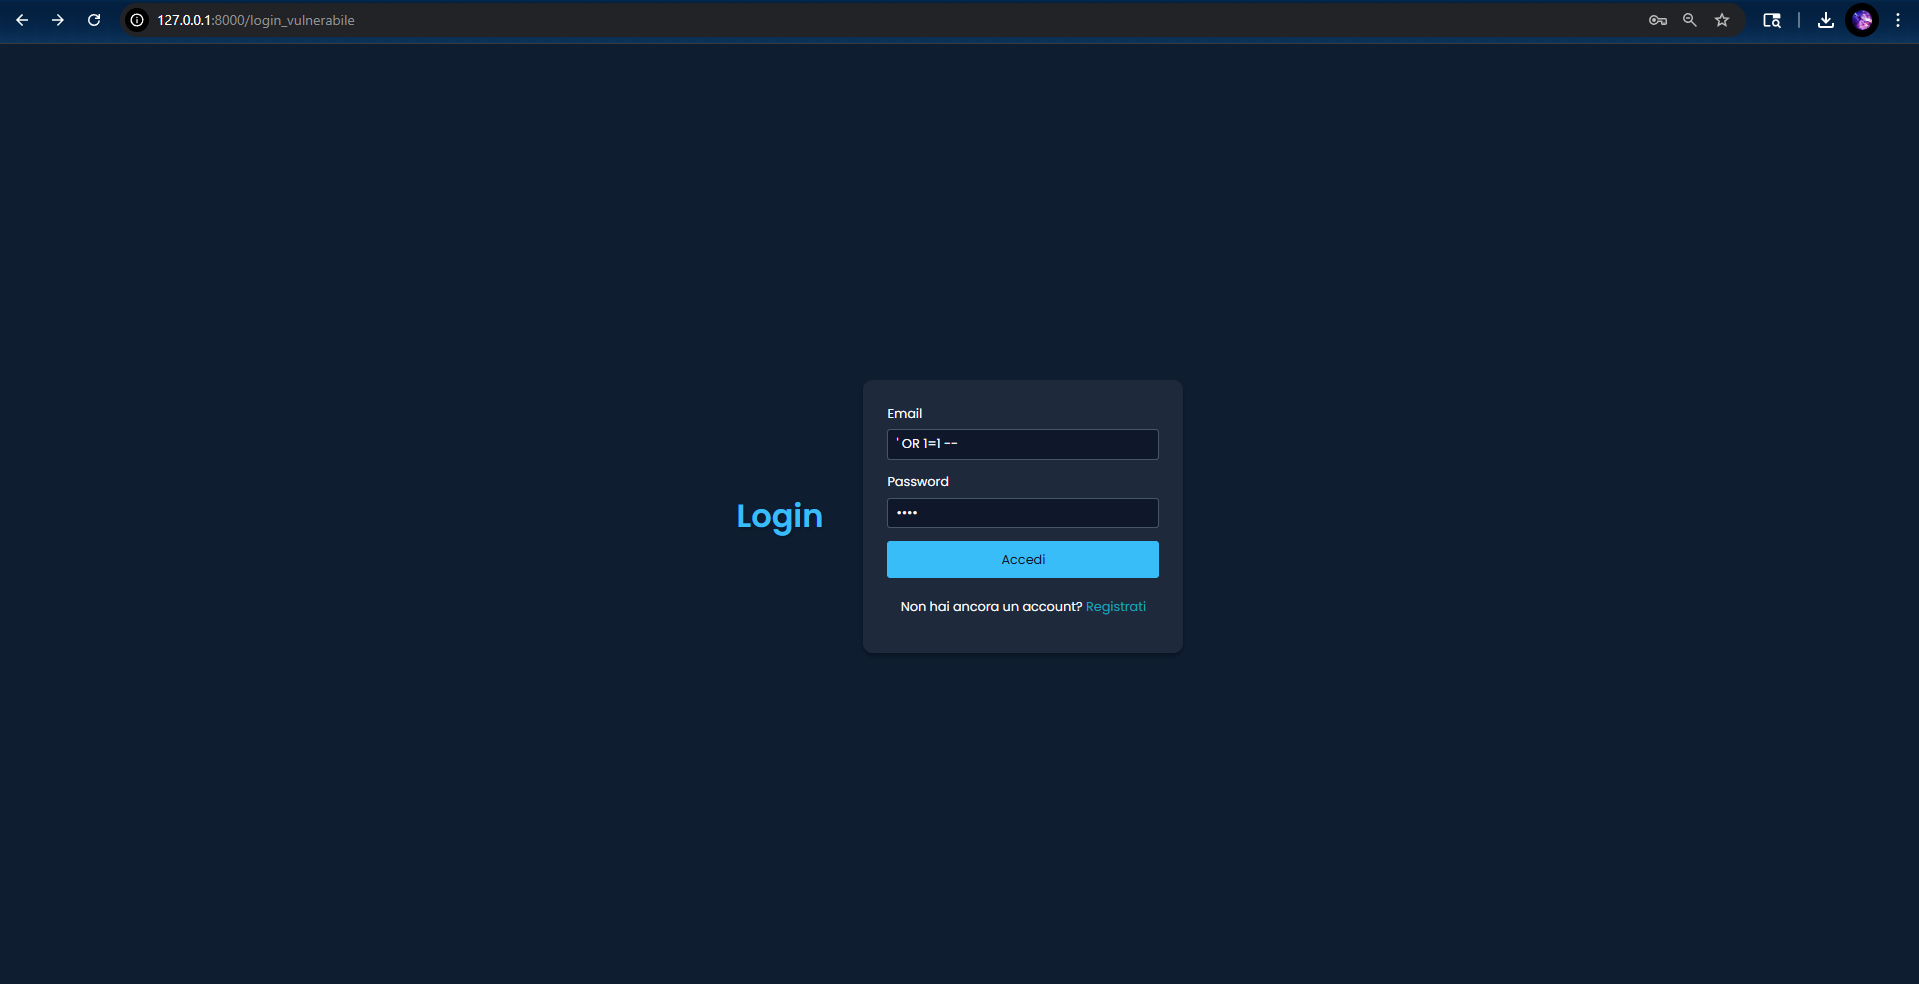 127.0.0.1:8000/login_vulnerabile
Login
Email
' OR 1=1 --
Password
••••
Accedi
Non hai ancora un account? Registrati